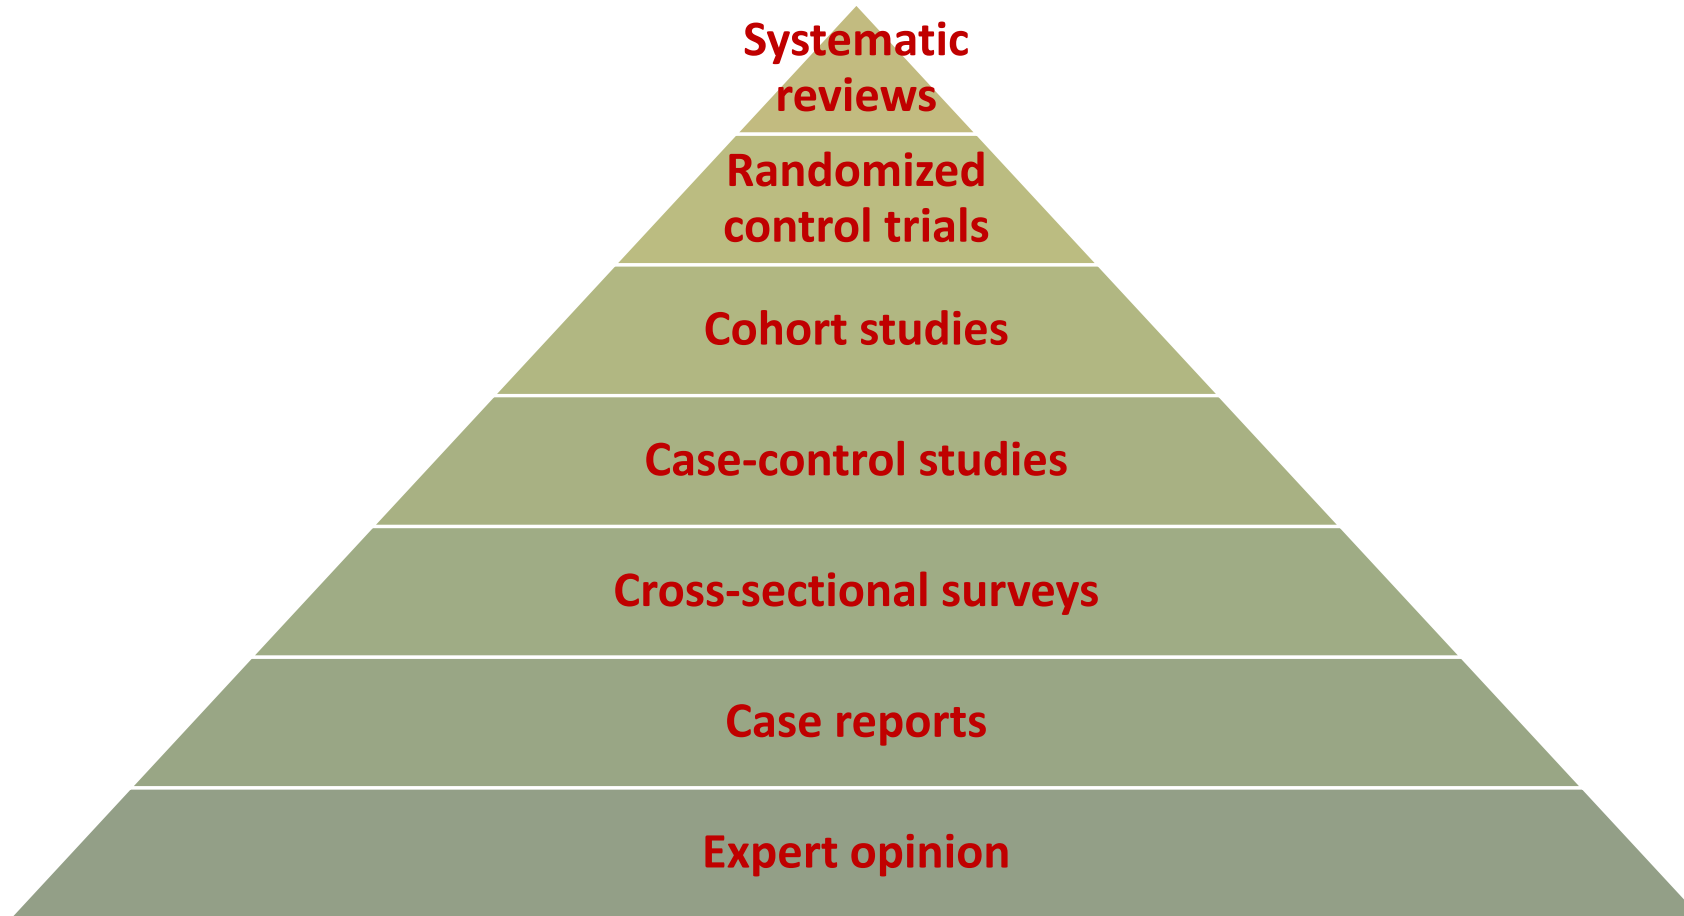 Systematic
reviews
Randomized
control trials
Cohort studies
Case-control studies
Cross-sectional surveys
Case reports
Expert opinion